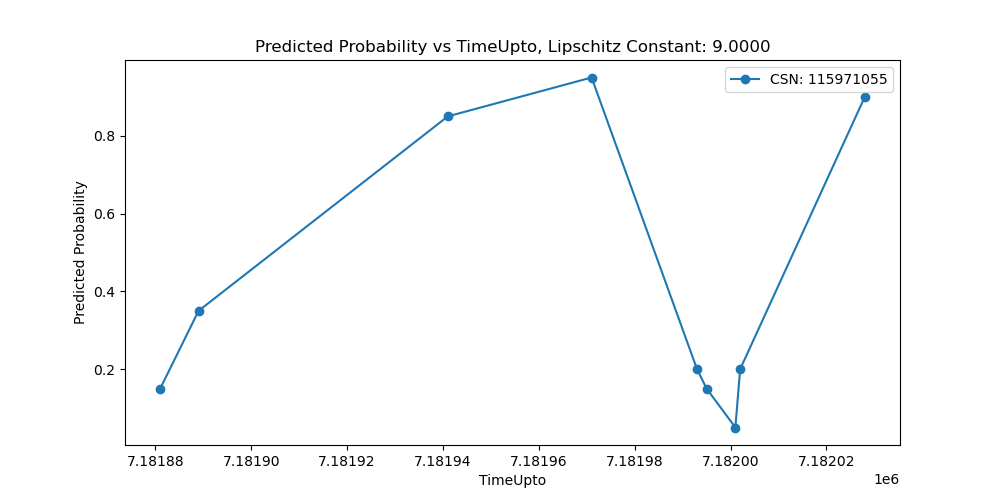 Predicted Probability vs TimeUpto, Lipschitz Constant: 9.0000
CSN: 115971055
Predicted Probability
0.8
0.6
0.4
0.2
7.18188 7.18190 7.18192 7.18194 7.18196 7.18198 7.18200 7.18202
1e6
TimeUpto